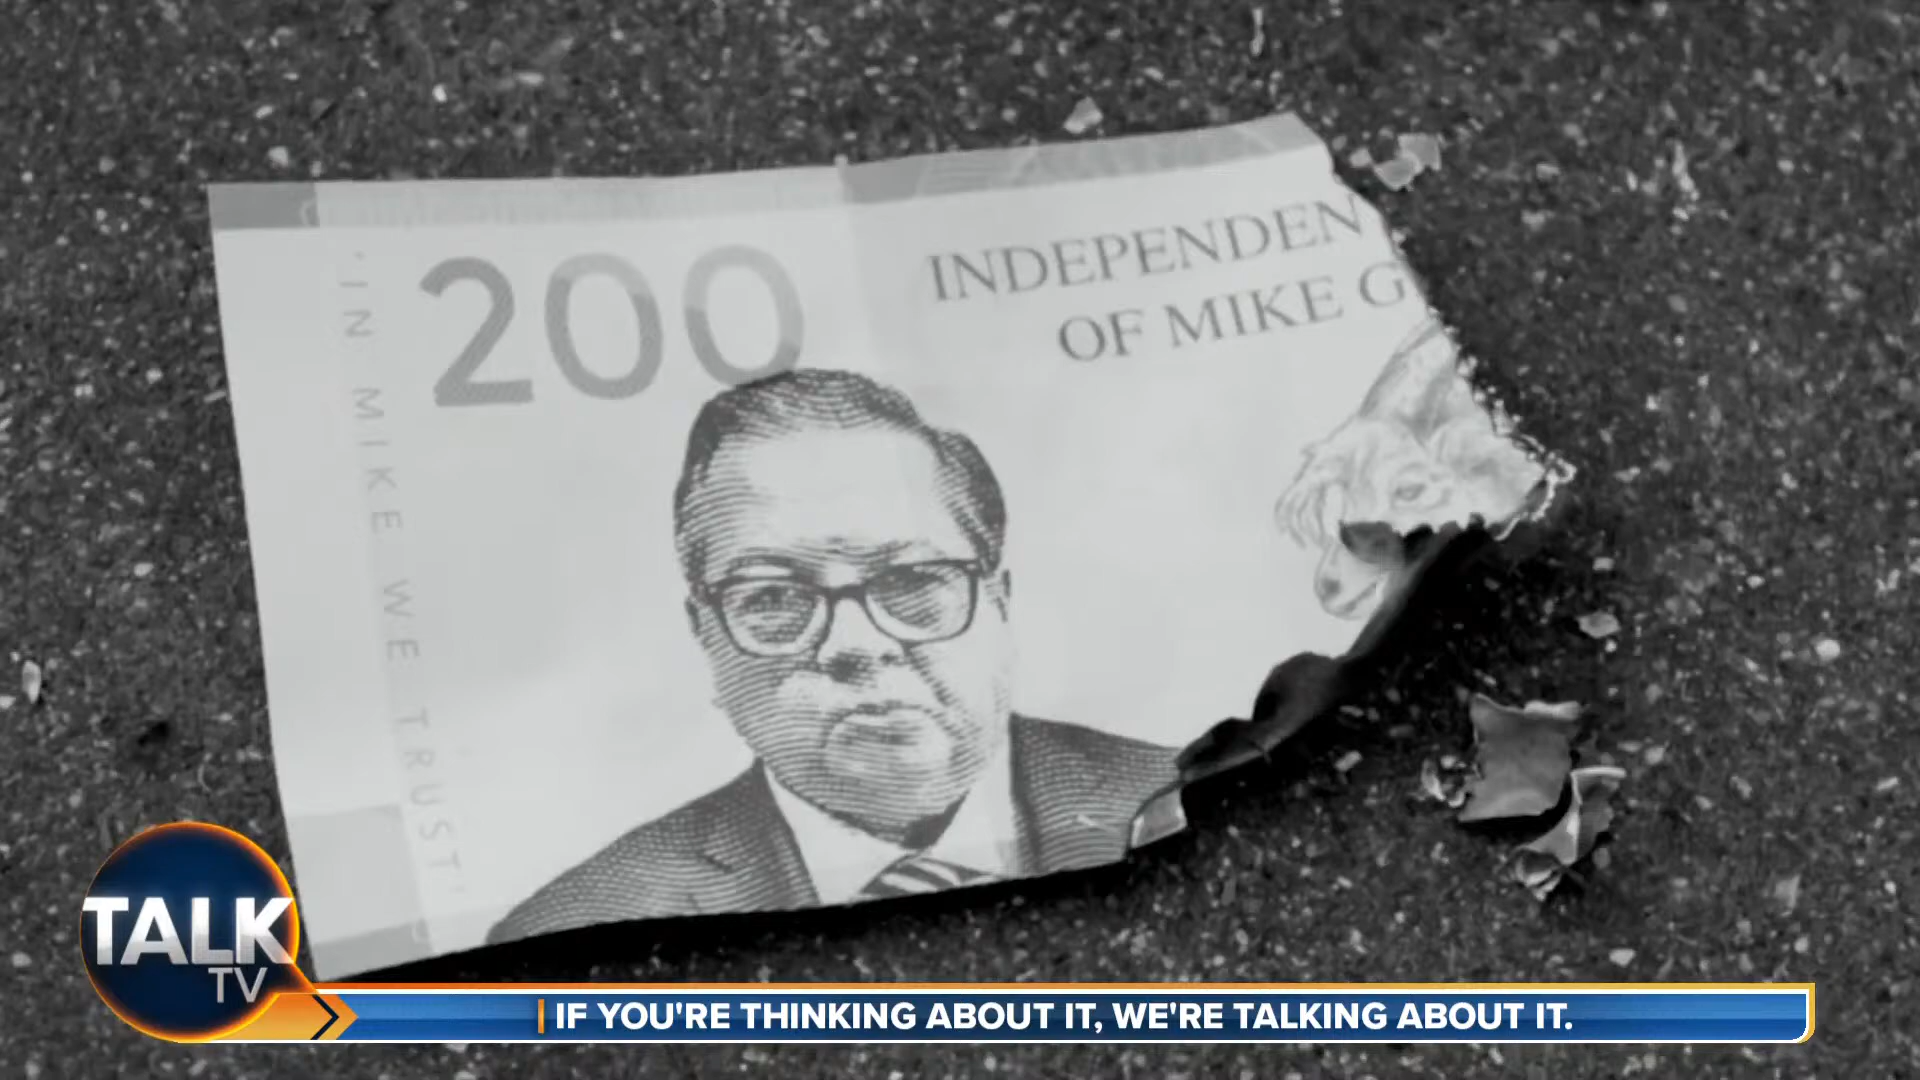 200
INDEPENDEN
OF MIKE G
'IN MIKE WE TRUST'
TALK
TV
IF YOU'RE THINKING ABOUT IT, WE'RE TALKING ABOUT IT.